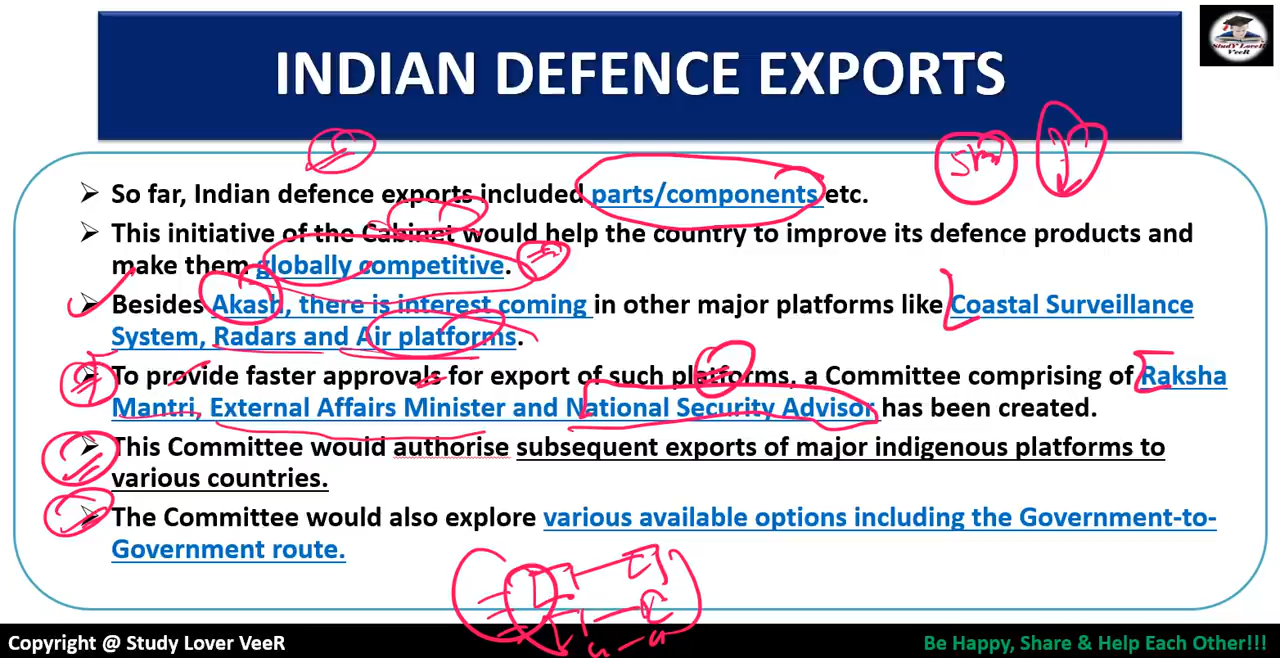 INDIAN DEFENCE EXPORTS
StudY LoveR
VeeR
➢ So far, Indian defence exports included parts/components etc.
➢ This initiative of the Cabinet would help the country to improve its defence products and
make them globally competitive.
➢ Besides Akash, there is interest coming in other major platforms like Coastal Surveillance
System, Radars and Air platforms.
➢ To provide faster approvals for export of such platforms, a Committee comprising of Raksha
Mantri, External Affairs Minister and National Security Advisor has been created.
➢ This Committee would authorise subsequent exports of major indigenous platforms to
various countries.
➢ The Committee would also explore various available options including the Government-to-
Government route.
Copyright @ Study Lover VeeR
Be Happy, Share & Help Each Other!!!